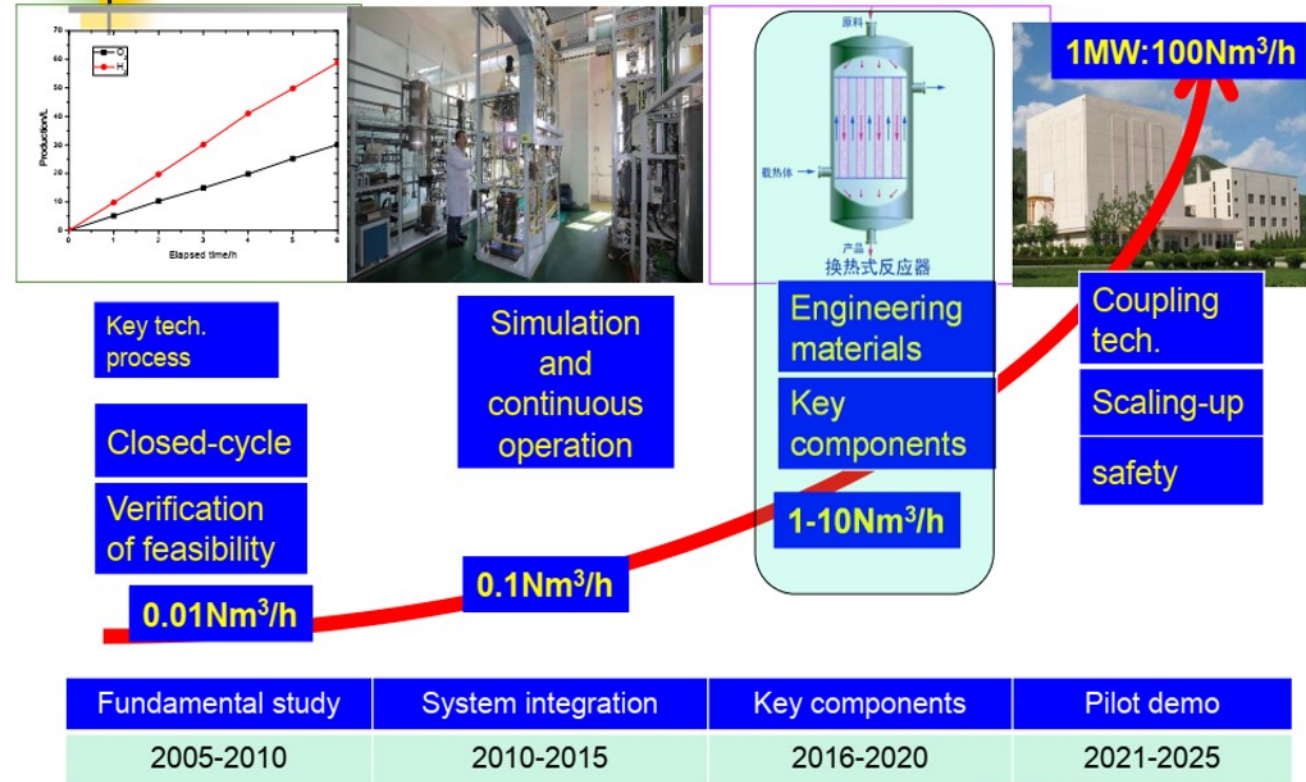 70
60
50
40
30
20
10
0
Production/L
O
H
0
1
2
3
4
5
6
Elapsed time/h
原料
载热体
产品
换热式反应器
1MW:100Nm³/h
Key tech.
process
Closed-cycle
Verification
of feasibility
0.01Nm³/h
Simulation
and
continuous
operation
0.1Nm³/h
Engineering
materials
Key
components
1-10Nm³/h
Coupling
tech.
Scaling-up
safety
Fundamental study
System integration
Key components
Pilot demo
2005-2010
2010-2015
2016-2020
2021-2025